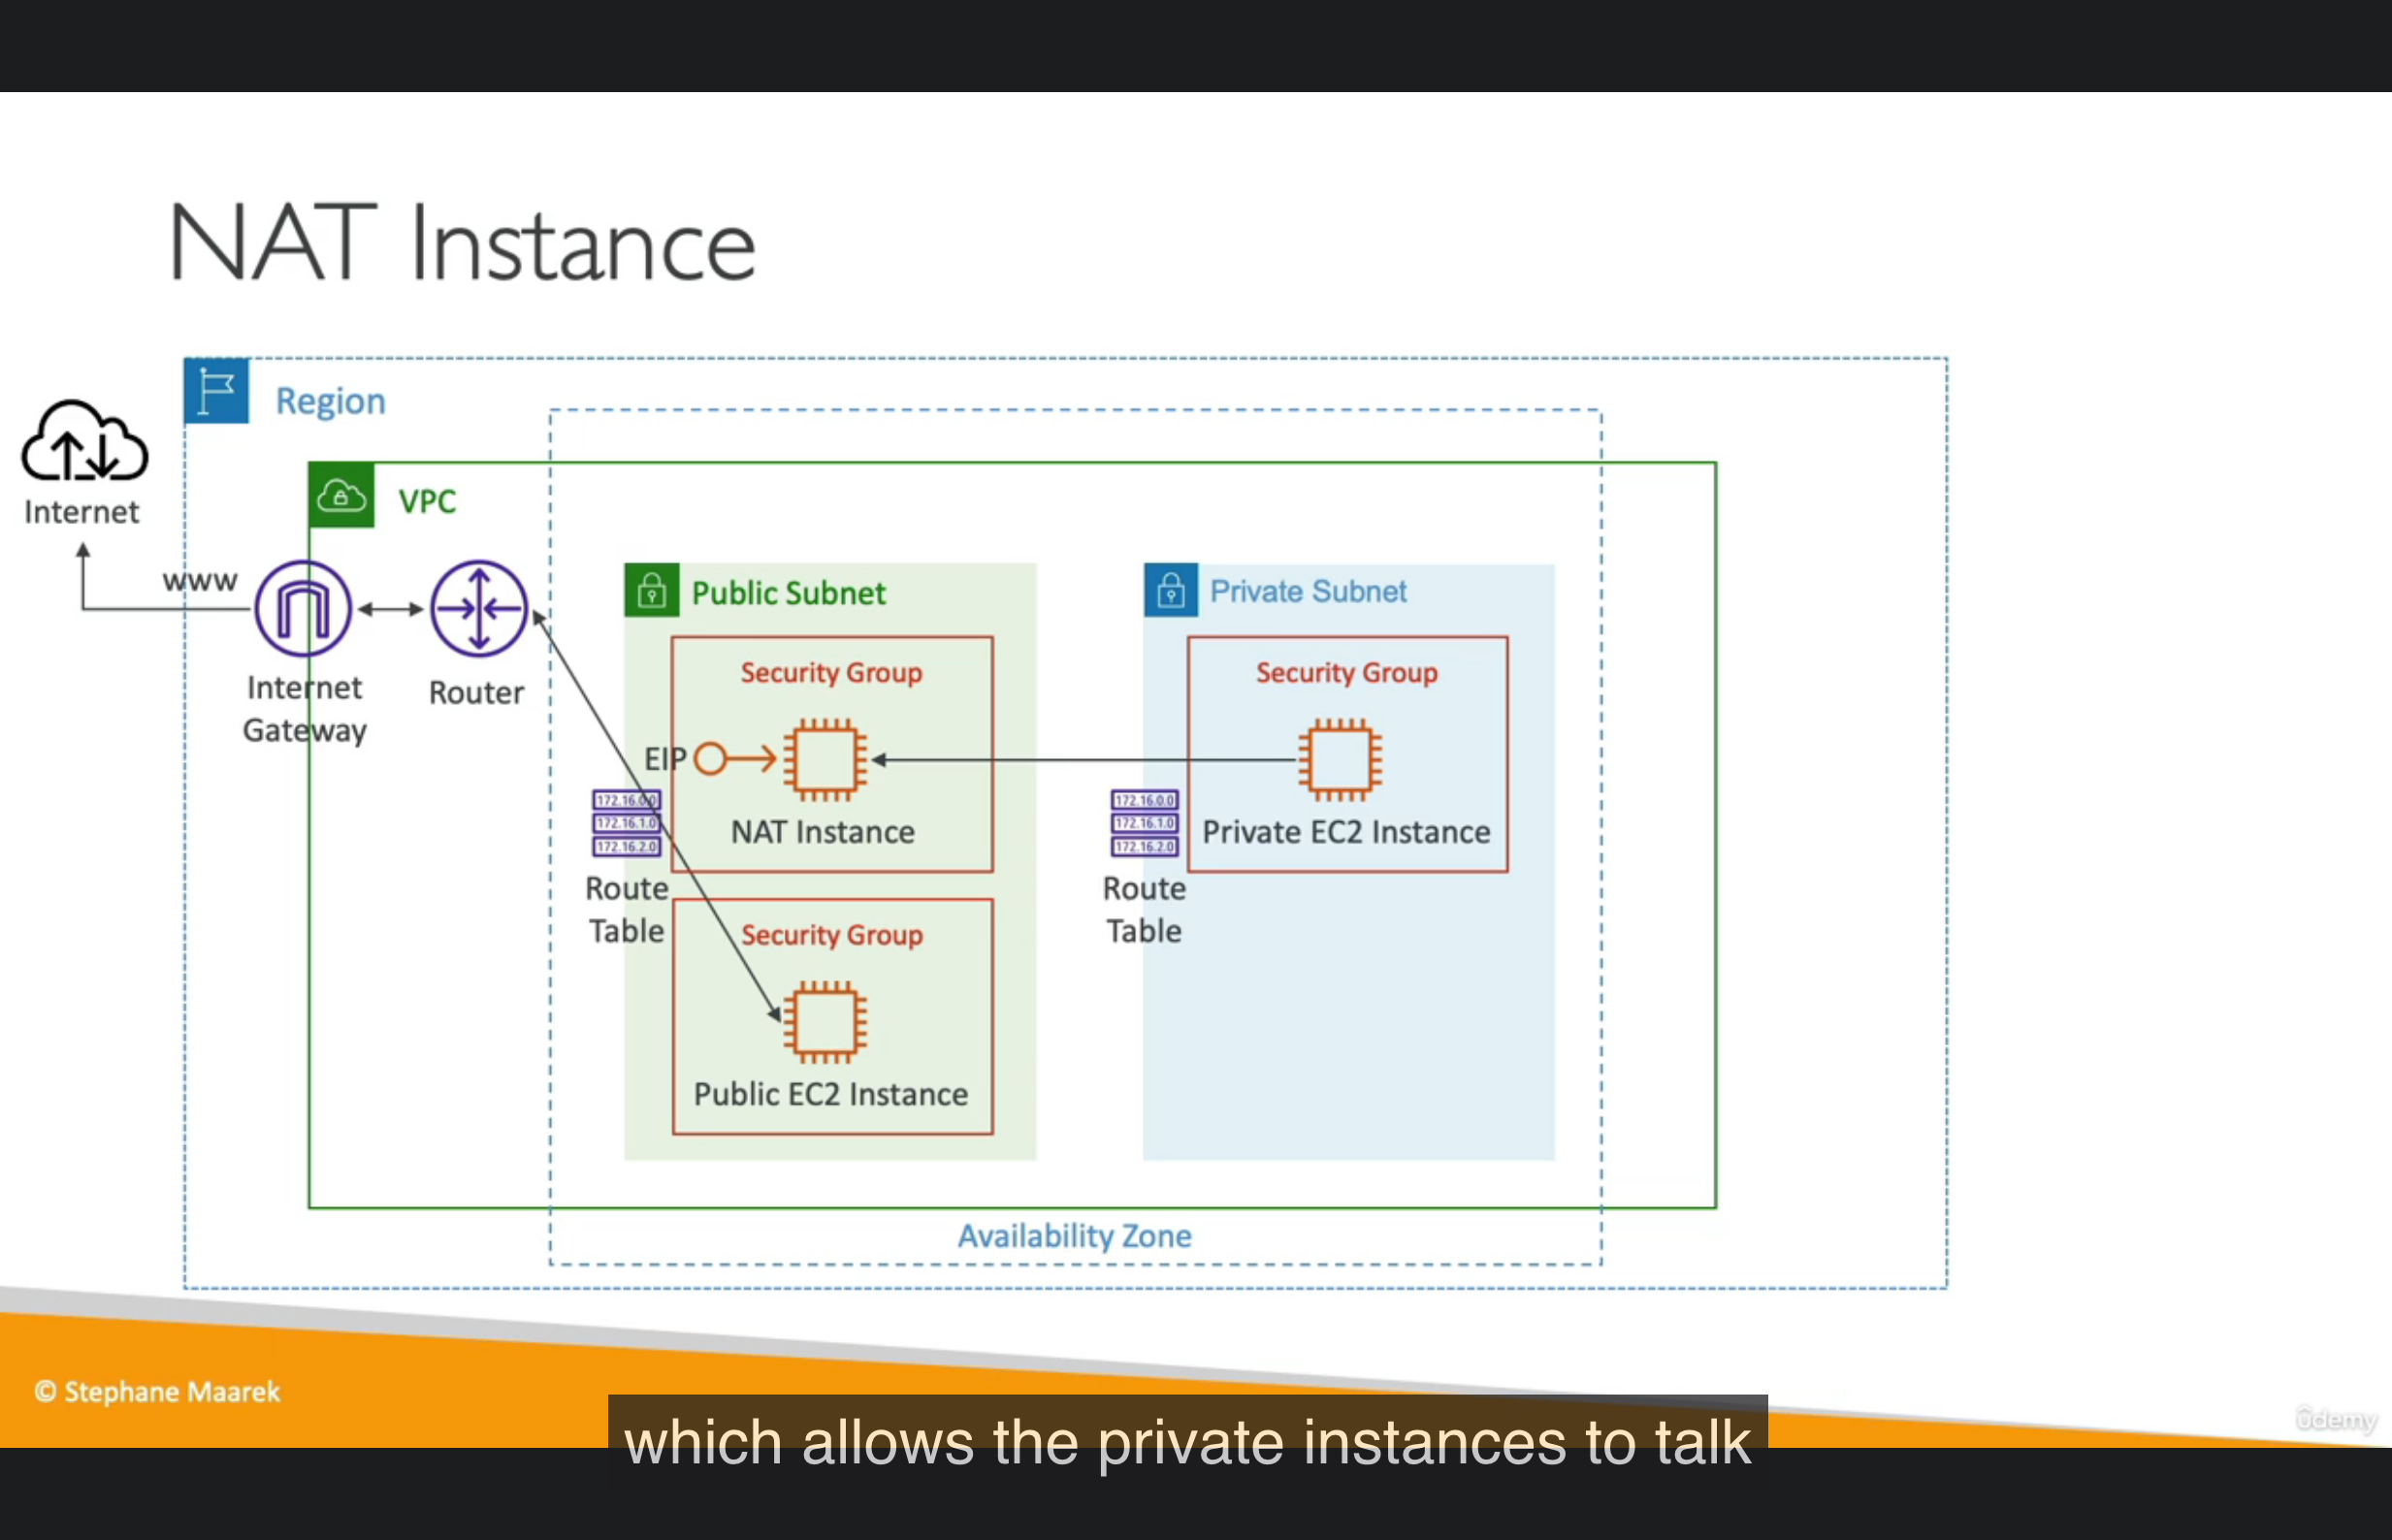 NAT Instance
Region
Internet
VPC
www
Internet
Gateway
Router
Public Subnet
Security Group
EIP
NAT Instance
172.16.0.0
172.16.1.0
172.16.2.0
Route
Table
Security Group
Public EC2 Instance
Private Subnet
Security Group
Private EC2 Instance
172.16.0.0
172.16.1.0
172.16.2.0
Route
Table
Availability Zone
© Stephane Maarek
which allows the private instances to talk
ûdemy